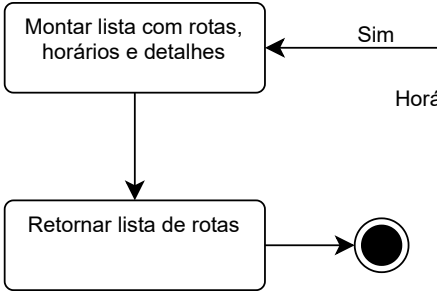 Montar lista com rotas,
horários e detalhes
Sim
Retornar lista de rotas